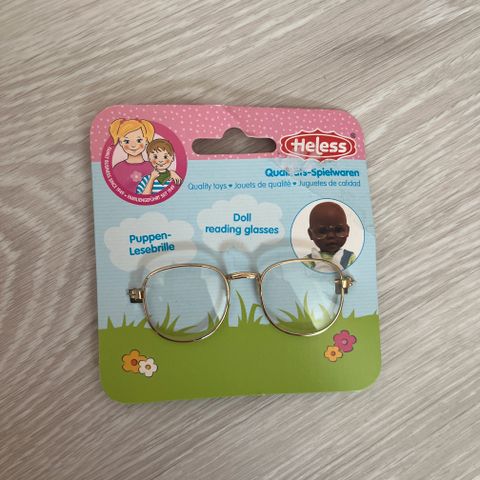 Heless
Qualitäts-Spielwaren
Quality toys • Jouets de qualité • Juguetes de calidad
Doll
reading glasses
Puppen-
Lesebrille